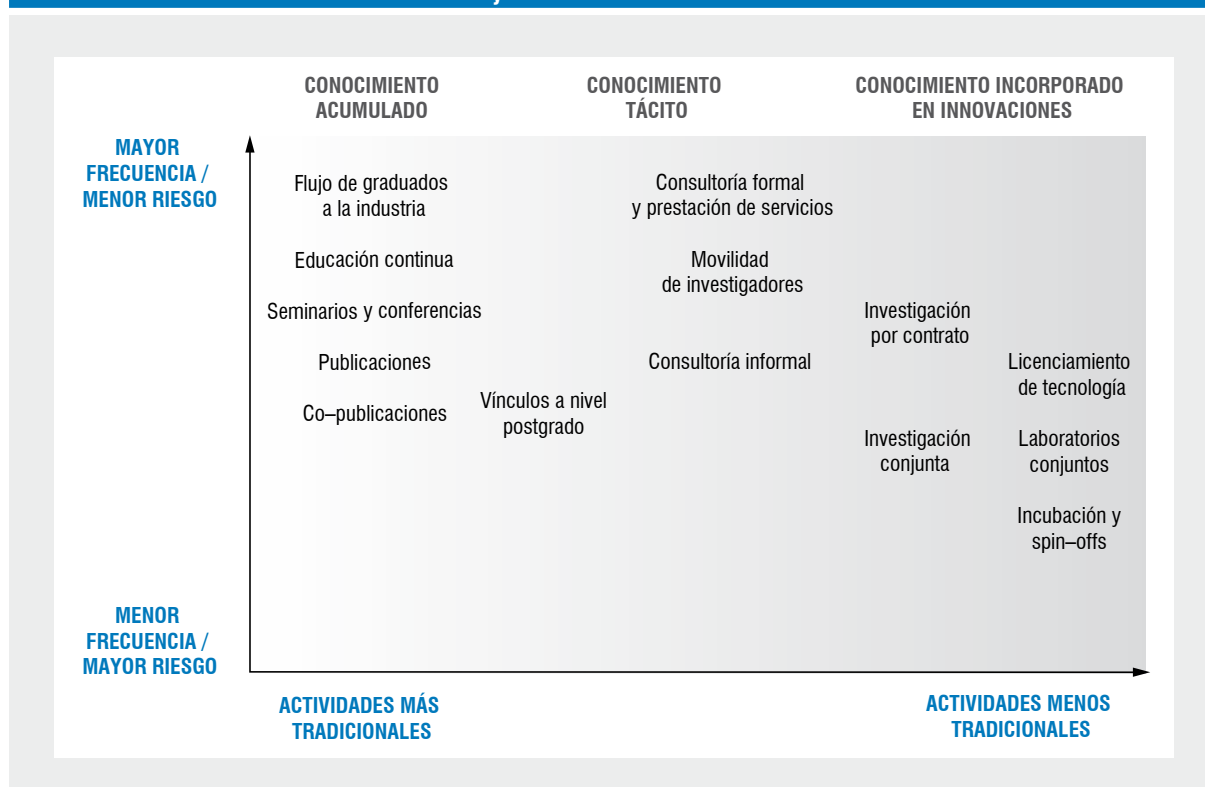 CONOCIMIENTO
ACUMULADO
CONOCIMIENTO
TÁCITO
CONOCIMIENTO INCORPORADO
EN INNOVACIONES
MAYOR
FRECUENCIA /
MENOR RIESGO
Flujo de graduados
a la industria
Consultoría formal
y prestación de servicios
Educación continua
Movilidad
de investigadores
Seminarios y conferencias
Investigación
por contrato
Publicaciones
Consultoría informal
Licenciamiento
de tecnología
Co–publicaciones
Vínculos a nivel
postgrado
Investigación
conjunta
Laboratorios
conjuntos
Incubación y
spin–offs
MENOR
FRECUENCIA /
MAYOR RIESGO
ACTIVIDADES MÁS
TRADICIONALES
ACTIVIDADES MENOS
TRADICIONALES